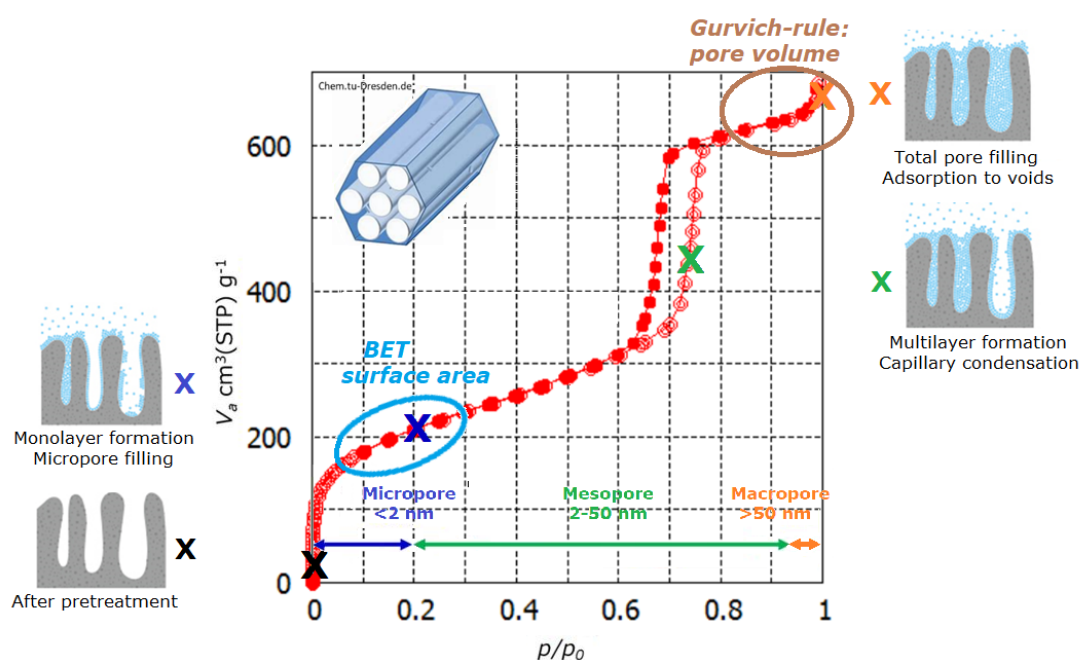 Gurvich-rule:
pore volume
Chem.tu-Dresden.de
X
X
Total pore filling
Adsorption to voids
600
X
X
Multilayer formation
Capillary condensation
400
BET
surface area
X
Monolayer formation
Micropore filling
X
200
Vₐ cm³(STP) g⁻¹
Micropore
<2 nm
Mesopore
2-50 nm
Macropore
>50 nm
X
After pretreatment
X
0
0
0.2
0.4
0.6
0.8
1
p/p₀